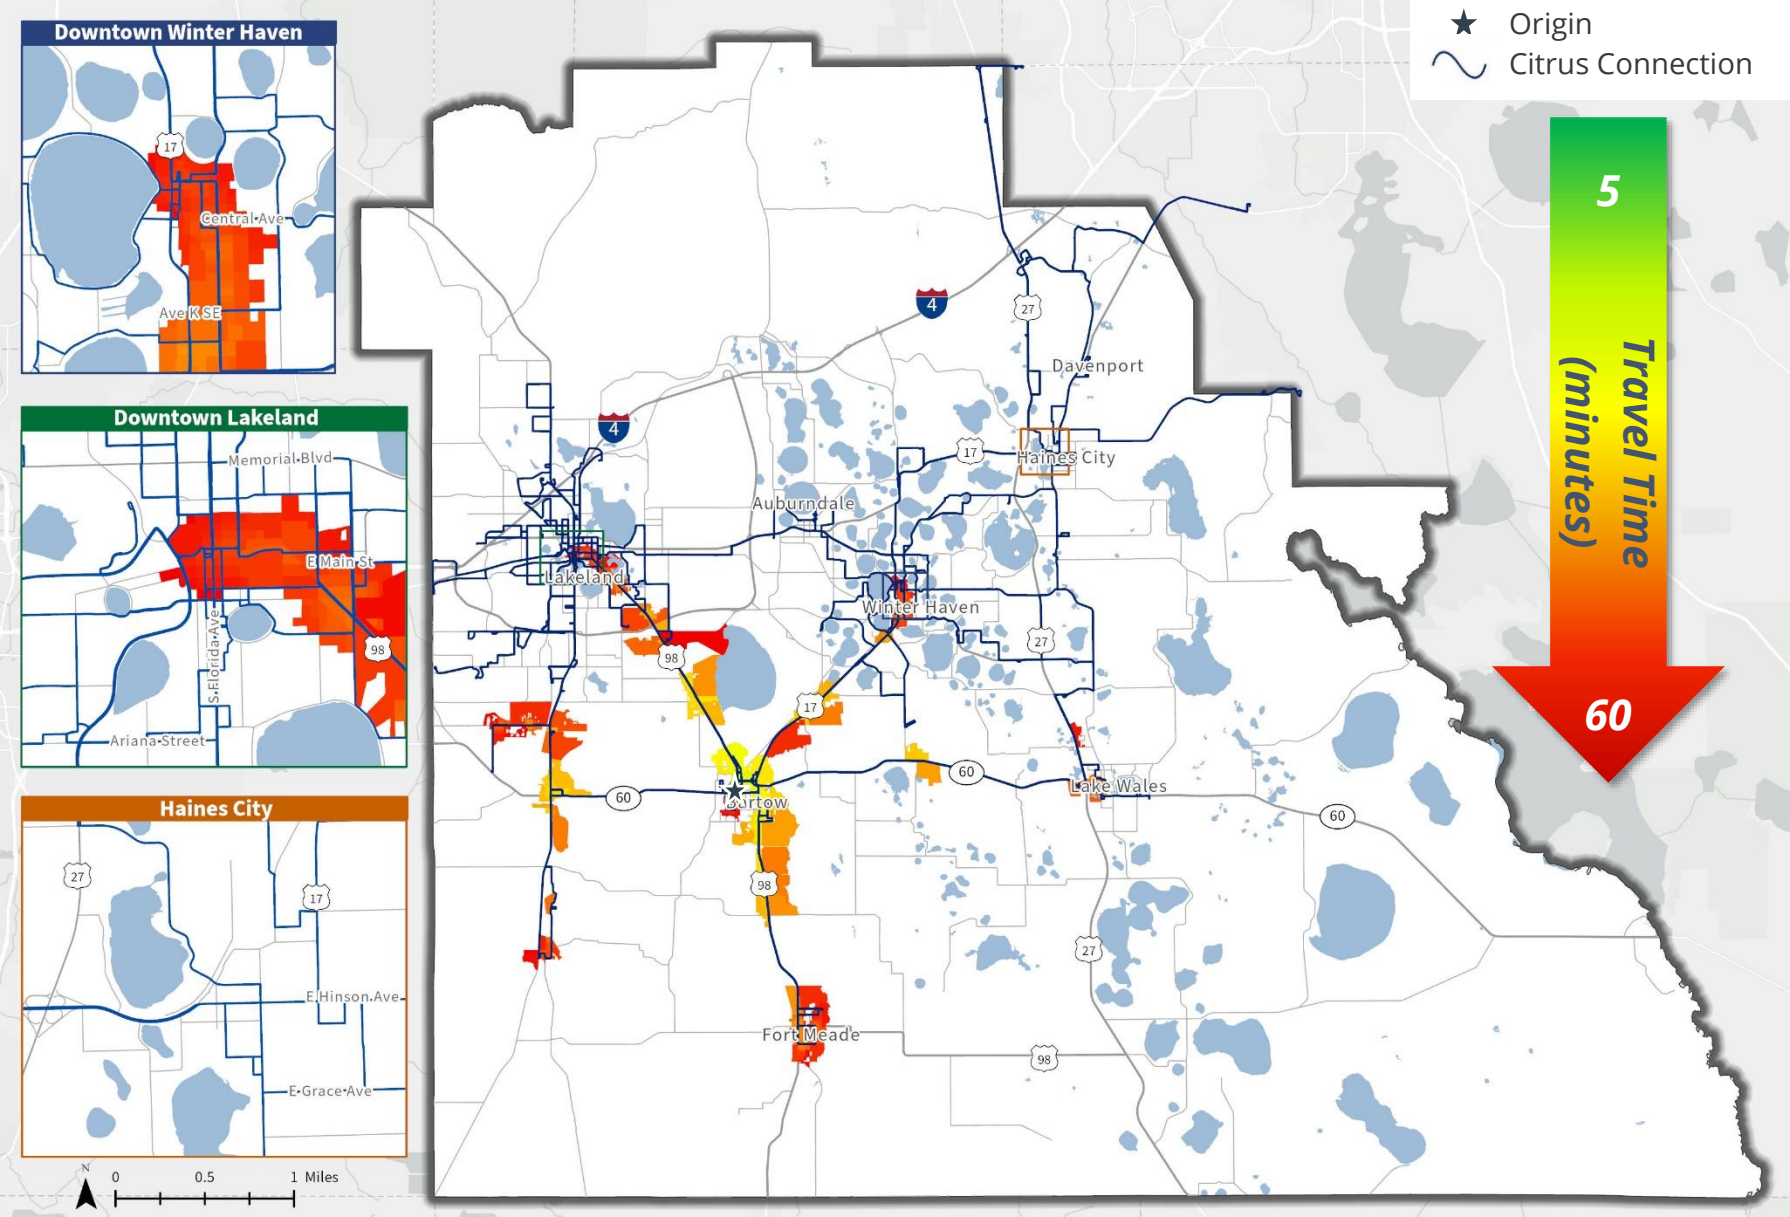 Origin
Citrus Connection
5
Travel Time
(minutes)
60
Downtown Winter Haven
17
Central Ave
Ave K SE
Downtown Lakeland
Memorial Blvd
E Main St
S Florida Ave
98
Ariana Street
Haines City
27
17
E Hinson Ave
E Grace Ave
N
0 0.5 1 Miles
4
27
Davenport
4
17
Haines City
Auburndale
Lakeland
Winter Haven
27
98
17
60
60
Lake Wales
Bartow
60
98
27
Fort Meade
98